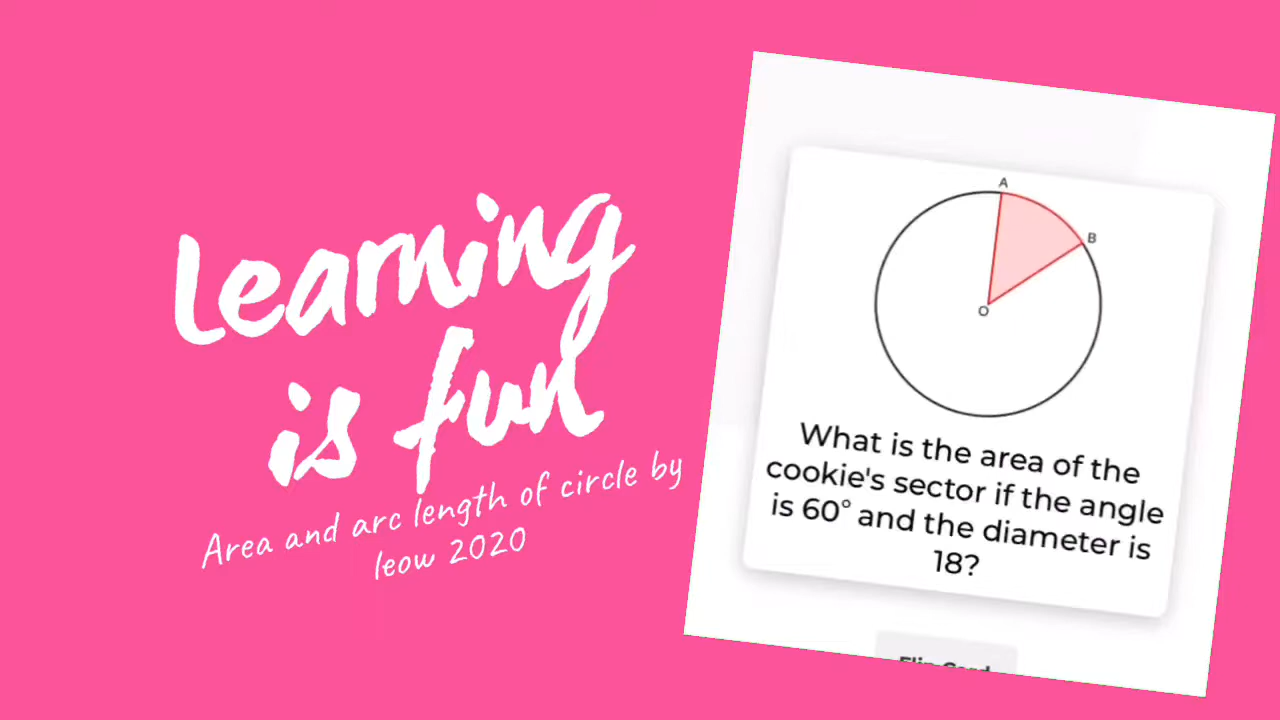 Learning
is fun
Area and arc length of circle by
leow 2020
A
B
O
What is the area of the
cookie's sector if the angle
is 60° and the diameter is
18?